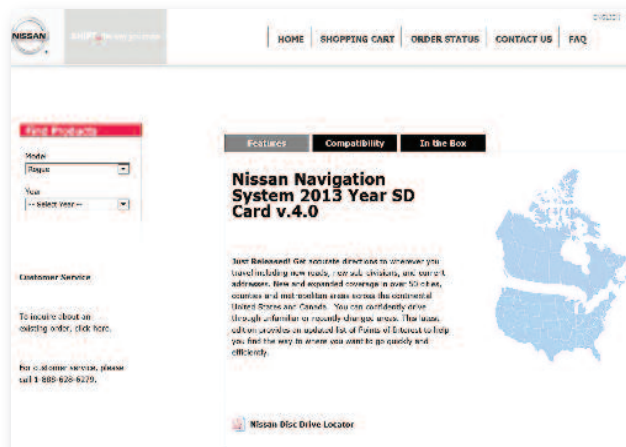 ENGLISH
NISSAN
SHIFT_ the way you move
HOME SHOPPING CART ORDER STATUS CONTACT US FAQ
Find Products
Model
Rogue
Year
-- Select Year --
Customer Service
To inquire about an
existing order, click here.
For customer service, please
call 1-888-628-6279.
Features Compatibility In the Box
Nissan Navigation
System 2013 Year SD
Card v.4.0
Just Released! Get accurate directions to wherever you
travel including new roads, new sub-divisions, and current
addresses. New and expanded coverage in over 50 cities,
counties and metropolitan areas across the continental
United States and Canada. You can confidently drive
through unfamiliar or recently changed areas. This latest
edition provides an updated list of Points of Interest to help
you find the way to where you want to go quickly and
efficiently.
Nissan Disc Drive Locator